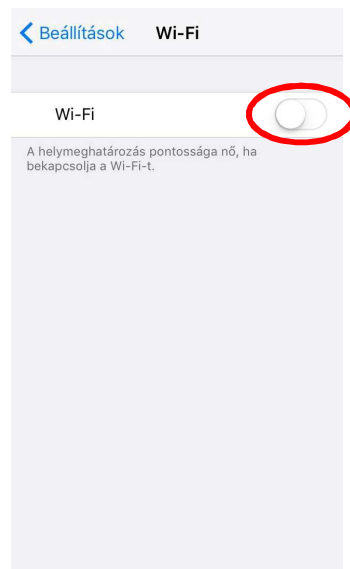 Beállítások Wi-Fi
Wi-Fi
A helymeghatározás pontossága nő, ha
bekapcsolja a Wi-Fi-t.